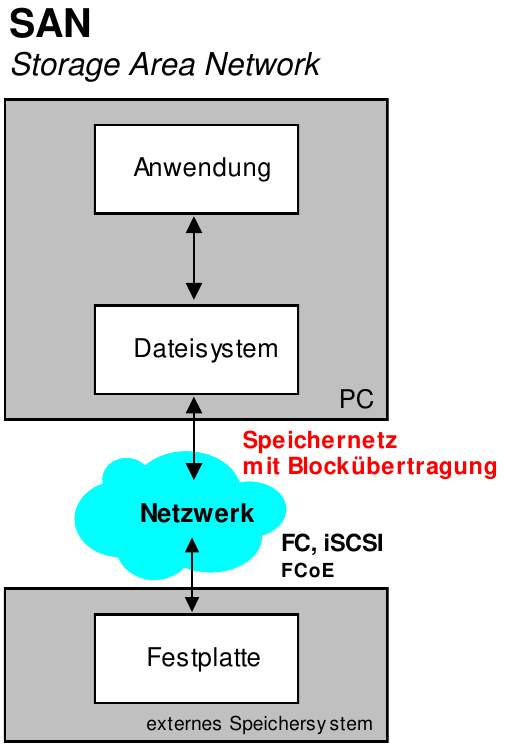 SAN
Storage Area Network
Anwendung
Dateisystem
PC
Speichernetz
mit Blockübertragung
Netzwerk
FC, iSCSI
FCoE
Festplatte
externes Speichersystem